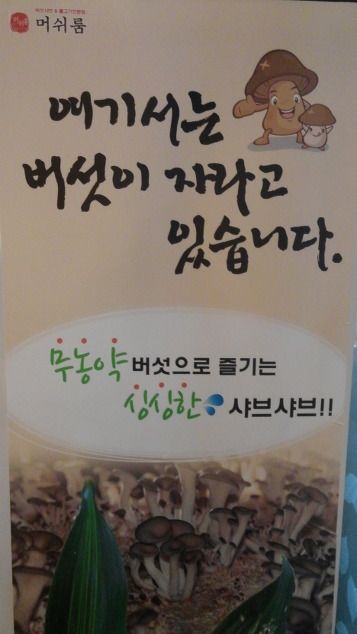 머쉬룸
여기서는
버섯이 자라고
있습니다.
무농약 버섯으로 즐기는
싱싱한 샤브샤브!!